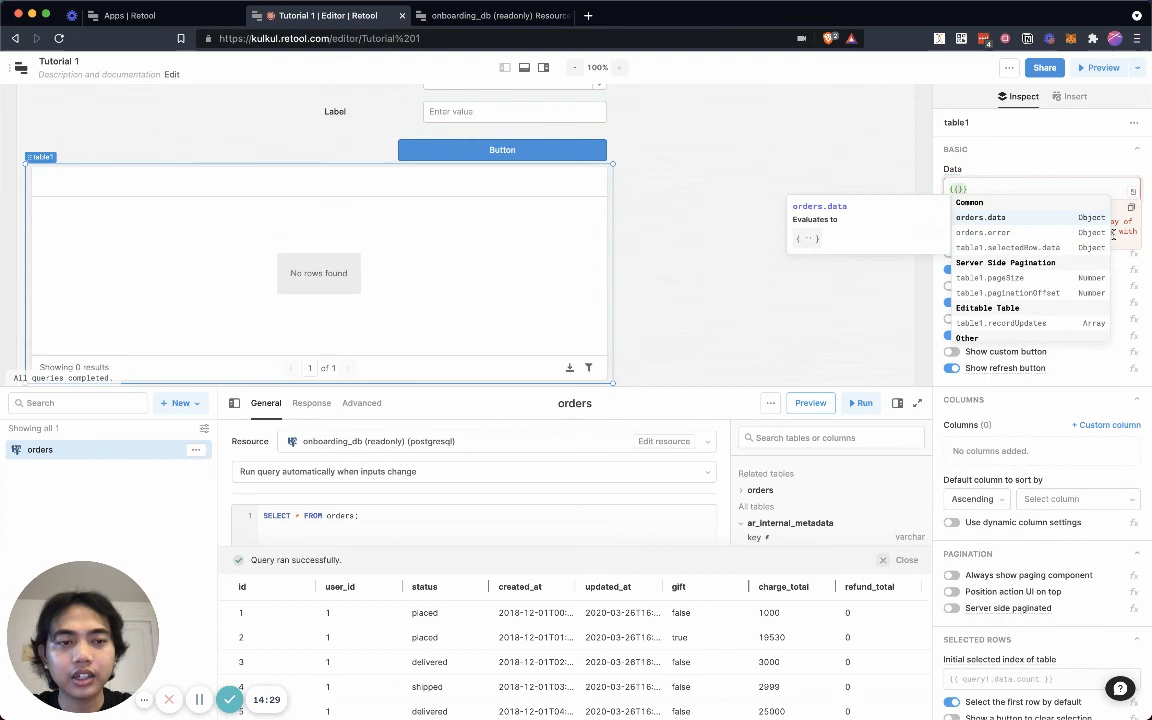 Apps | Retool
Tutorial 1 | Editor | Retool
onboarding_db (readonly) Resource
https://kulkul.retool.com/editor/Tutorial%201
Tutorial 1
Description and documentation Edit
100%
Share
Preview
Label
Enter value
Button
table1
No rows found
Showing 0 results
1 of 1
All queries completed.
Inspect
Insert
table1
BASIC
Data
{{}}
orders.data
Evaluates to
{ ... }
Common
orders.data Object
orders.error Object
table1.selectedRow.data Object
Server Side Pagination
table1.pageSize Number
table1.paginationOffset Number
Editable Table
table1.recordUpdates Array
Other
ay of
with
Show custom button
Show refresh button
COLUMNS
Columns (0)
+ Custom column
No columns added.
Default column to sort by
Ascending
Select column
Use dynamic column settings
PAGINATION
Always show paging component
Position action UI on top
Server side paginated
SELECTED ROWS
Initial selected index of table
{{ query1.data.count }}
Select the first row by default
Show a button to clear selection
Search
+ New
Showing all 1
orders
General
Response
Advanced
orders
Preview
Run
Resource
onboarding_db (readonly) (postgresql)
Edit resource
Run query automatically when inputs change
1 SELECT * FROM orders;
Search tables or columns
Related tables
orders
All tables
ar_internal_metadata
key varchar
Query ran successfully.
Close
id user_id status created_at updated_at gift charge_total refund_total
1 1 placed 2018-12-01T00:... 2020-03-26T16:... false 1000 0
2 1 placed 2018-12-01T01:... 2020-03-26T16:... true 19530 0
3 1 delivered 2018-12-01T02:... 2020-03-26T16:... false 3000 0
4 1 shipped 2018-12-01T03:... 2020-03-26T16:... false 2999 0
5 1 delivered 2018-12-01T04:... 2020-03-26T16:... false 25000 0
14:29